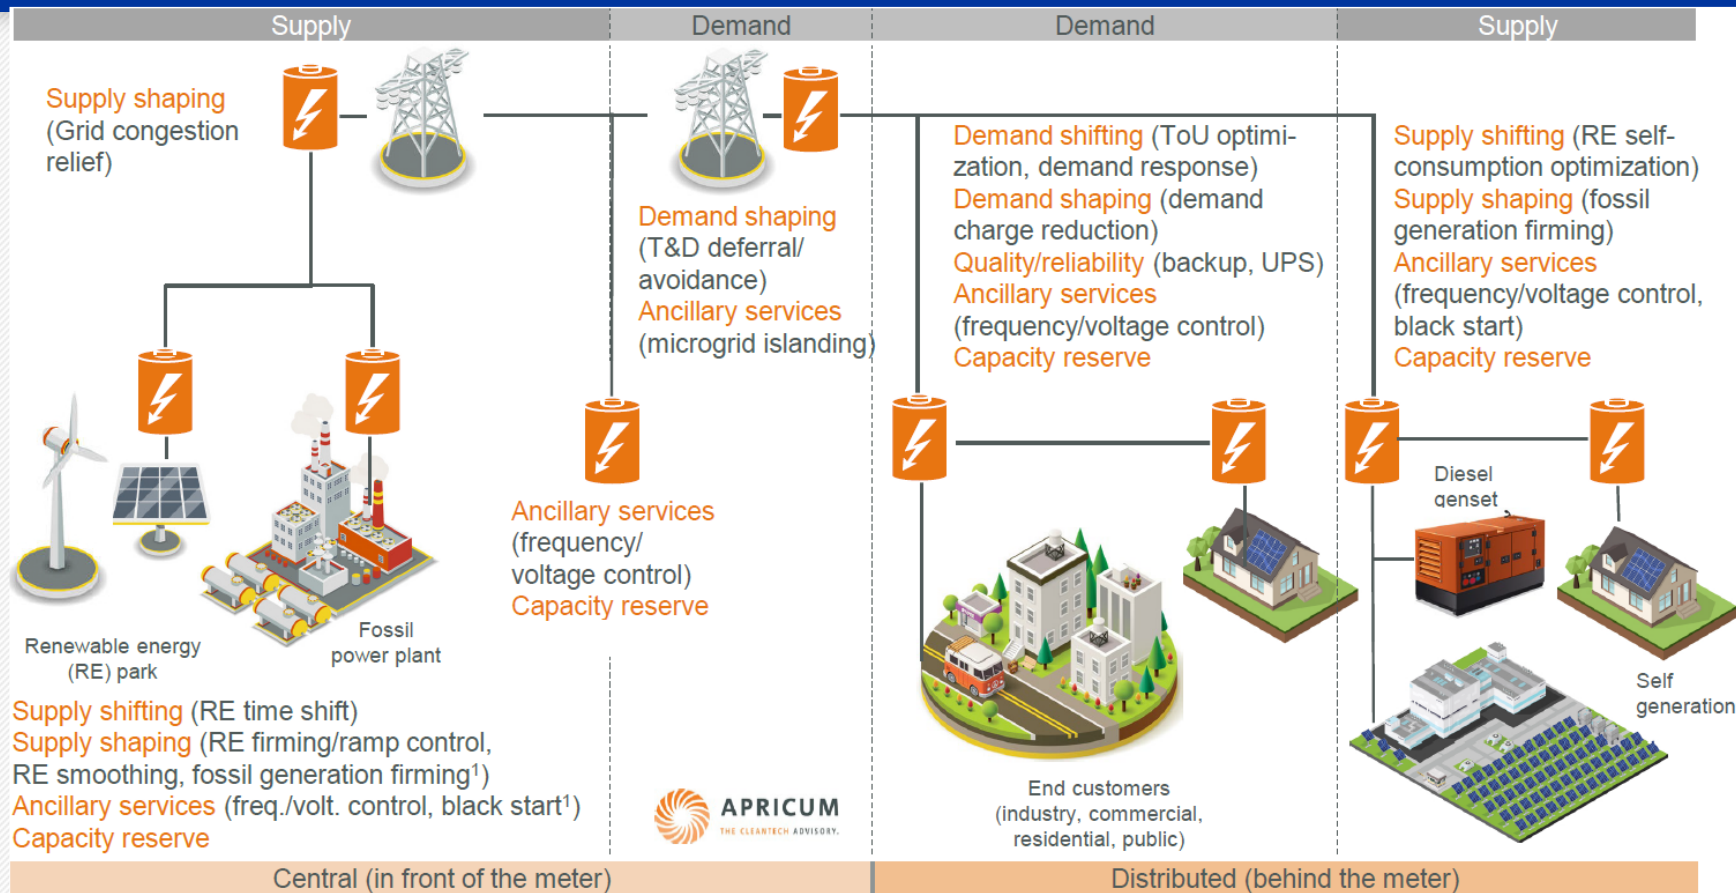 Supply
Demand
Demand
Supply
Supply shaping
(Grid congestion
relief)
Demand shaping
(T&D deferral/
avoidance)
Ancillary services
(microgrid islanding)
Demand shifting (ToU optimi-
zation, demand response)
Demand shaping (demand
charge reduction)
Quality/reliability (backup, UPS)
Ancillary services
(frequency/voltage control)
Capacity reserve
Supply shifting (RE self-
consumption optimization)
Supply shaping (fossil
generation firming)
Ancillary services
(frequency/voltage control,
black start)
Capacity reserve
Ancillary services
(frequency/
voltage control)
Capacity reserve
Diesel
genset
Renewable energy
(RE) park
Fossil
power plant
Self
generation
Supply shifting (RE time shift)
Supply shaping (RE firming/ramp control,
RE smoothing, fossil generation firming¹)
Ancillary services (freq./volt. control, black start¹)
Capacity reserve
APRICUM
THE CLEANTECH ADVISORY.
End customers
(industry, commercial,
residential, public)
Central (in front of the meter)
Distributed (behind the meter)